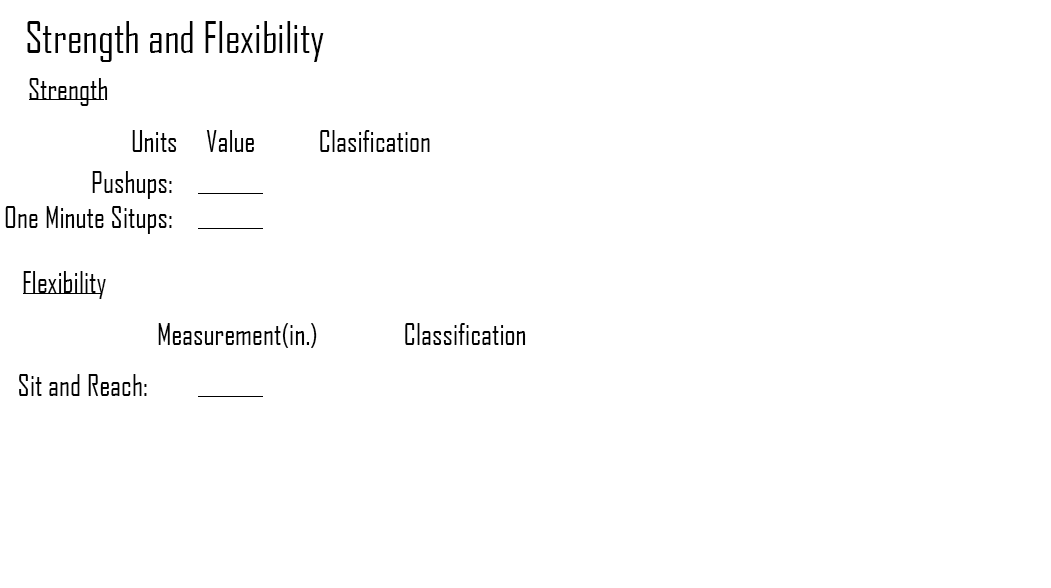 Strength and Flexibility
Strength
Units Value Clasification
Pushups: ______
One Minute Situps: ______
Flexibility
Measurement(in.) Classification
Sit and Reach: ______